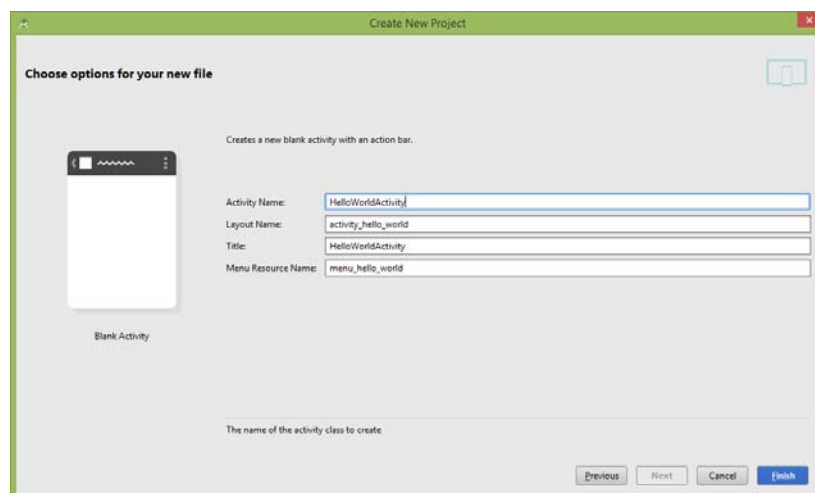 Create New Project
Choose options for your new file
Creates a new blank activity with an action bar.
Activity Name: HelloWorldActivity
Layout Name: activity_hello_world
Title: HelloWorldActivity
Menu Resource Name: menu_hello_world
Blank Activity
The name of the activity class to create
Previous Next Cancel Finish